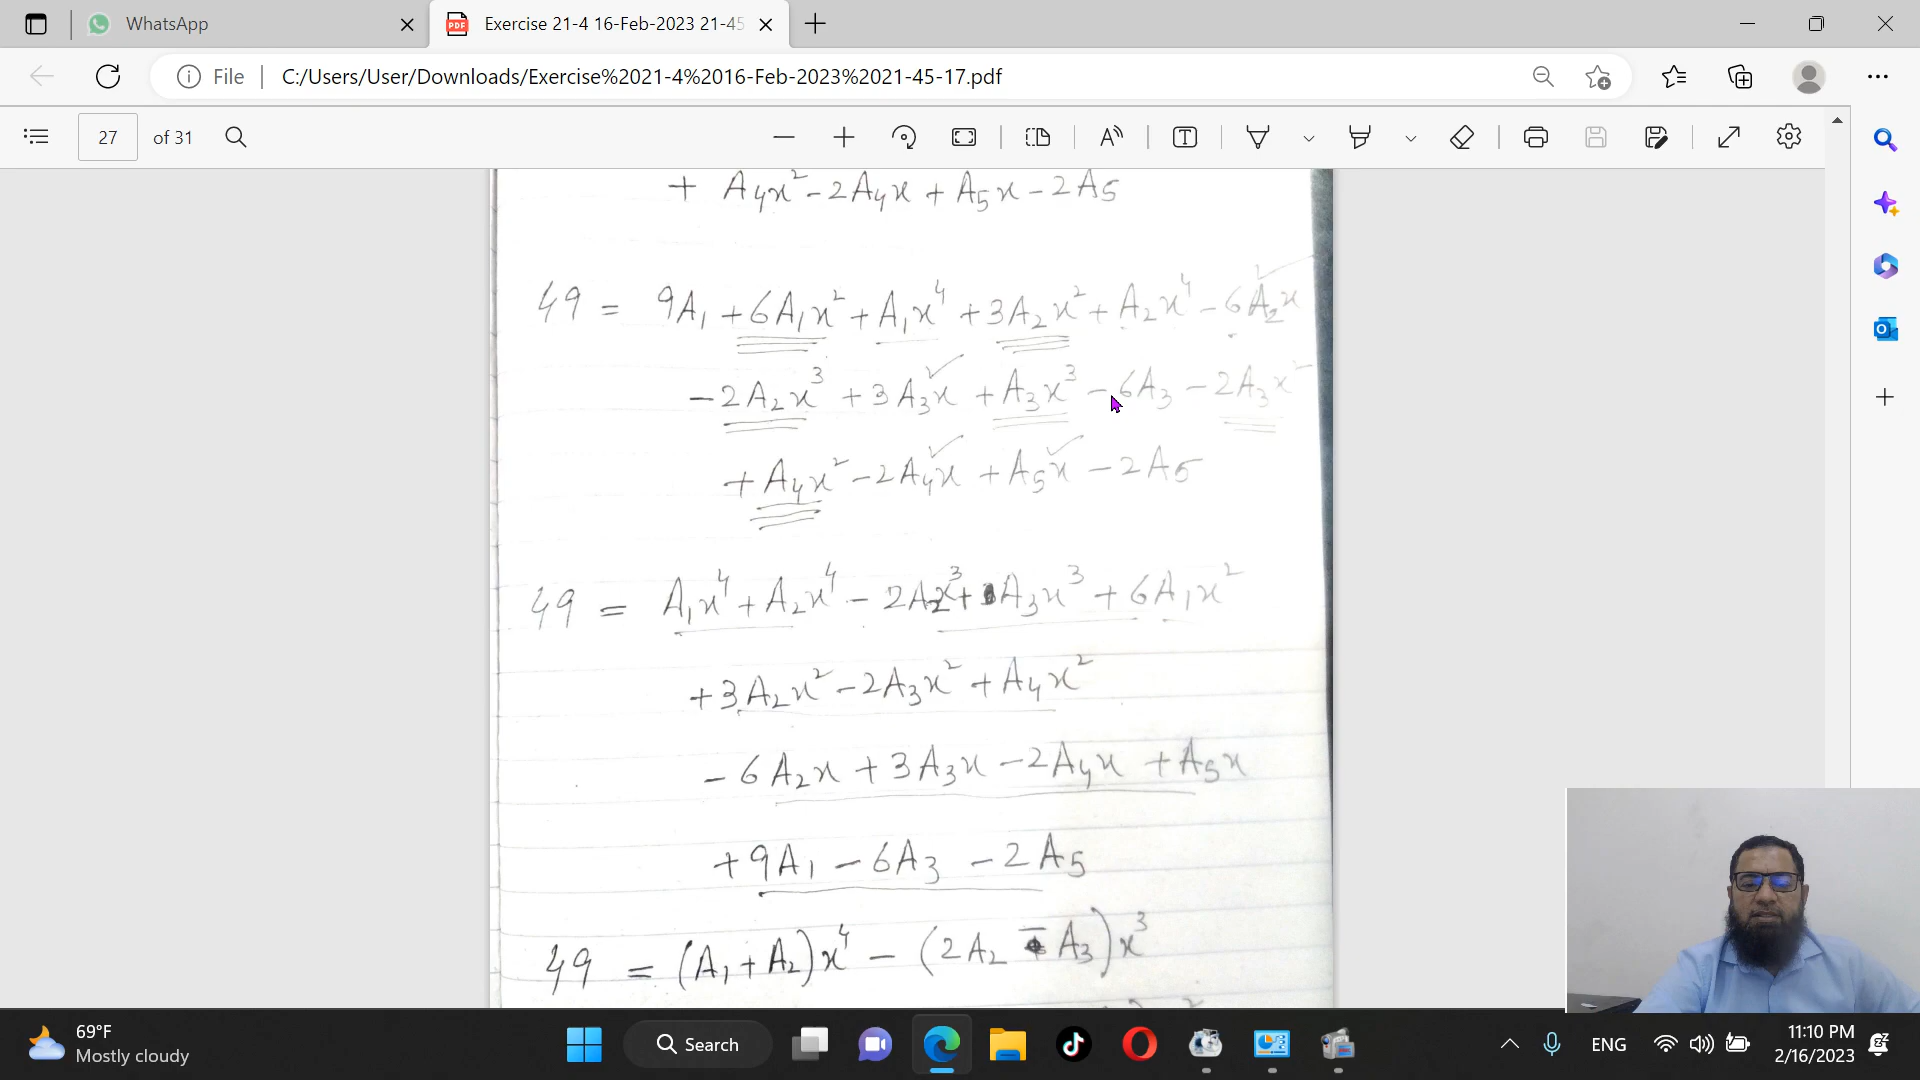 WhatsApp
Exercise 21-4 16-Feb-2023 21-45
File
C:/Users/User/Downloads/Exercise%2021-4%2016-Feb-2023%2021-45-17.pdf
27 of 31
+ A₄x² - 2A₄x + A₅x - 2A₅
49 = 9A₁ + 6A₁x² + A₁x⁴ + 3A₂x² + A₂x⁴ - 6A₂x
- 2A₂x³ + 3A₃x + A₃x³ - 6A₃ - 2A₃x²
+ A₄x² - 2A₄x + A₅x - 2A₅
49 = A₁x⁴ + A₂x⁴ - 2A₂x³ + A₃x³ + 6A₁x²
+ 3A₂x² - 2A₃x² + A₄x²
- 6A₂x + 3A₃x - 2A₄x + A₅x
+ 9A₁ - 6A₃ - 2A₅
49 = (A₁ + A₂)x⁴ - (2A₂ - A₃)x³
69°F
Mostly cloudy
Search
ENG
11:10 PM
2/16/2023